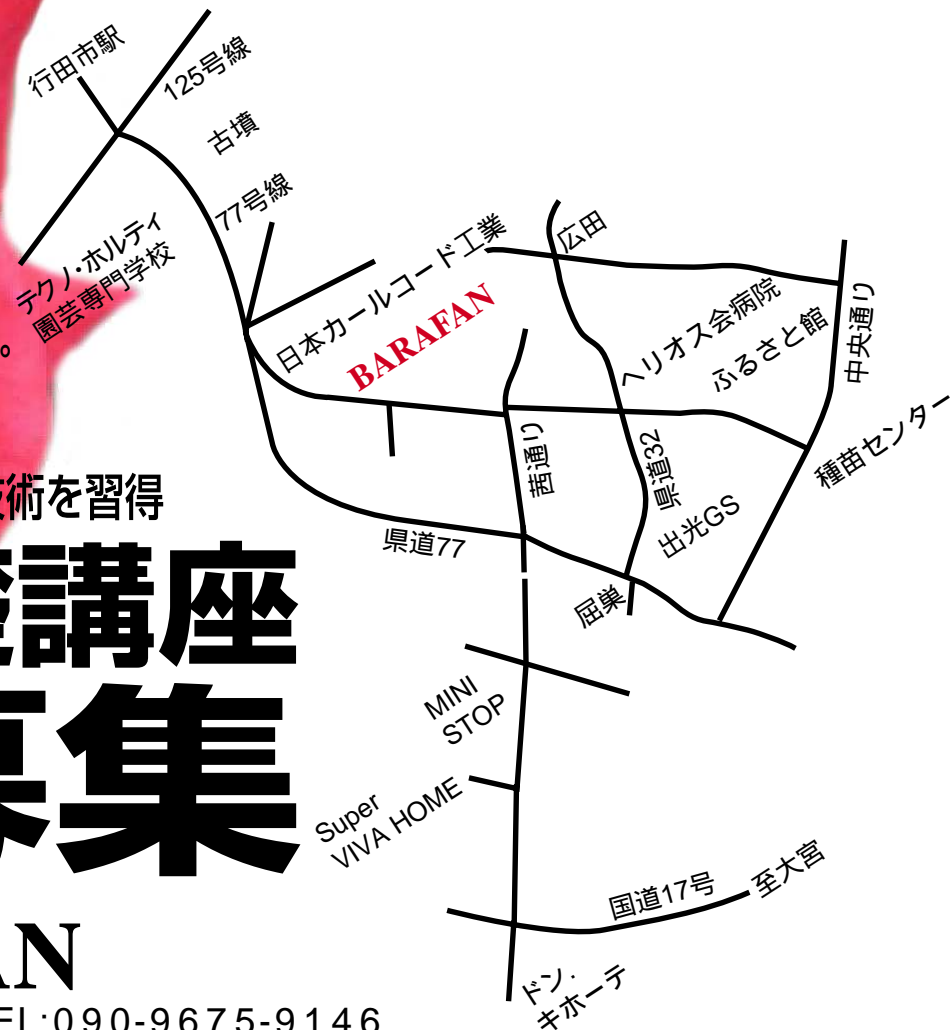 行田市駅
125号線
古墳
77号線
テクノ・ホルティ
園芸専門学校
。
日本カールコード工業
BARAFAN
広田
ヘリオス会病院
ふるさと館
中央通り
種苗センター
茜通り
県道32
出光GS
県道77
屈巣
術を習得
講座
集
MINI
STOP
Super
VIVA HOME
国道17号
至大宮
ドン・
キホーテ
AN
EL:090-9675-9146